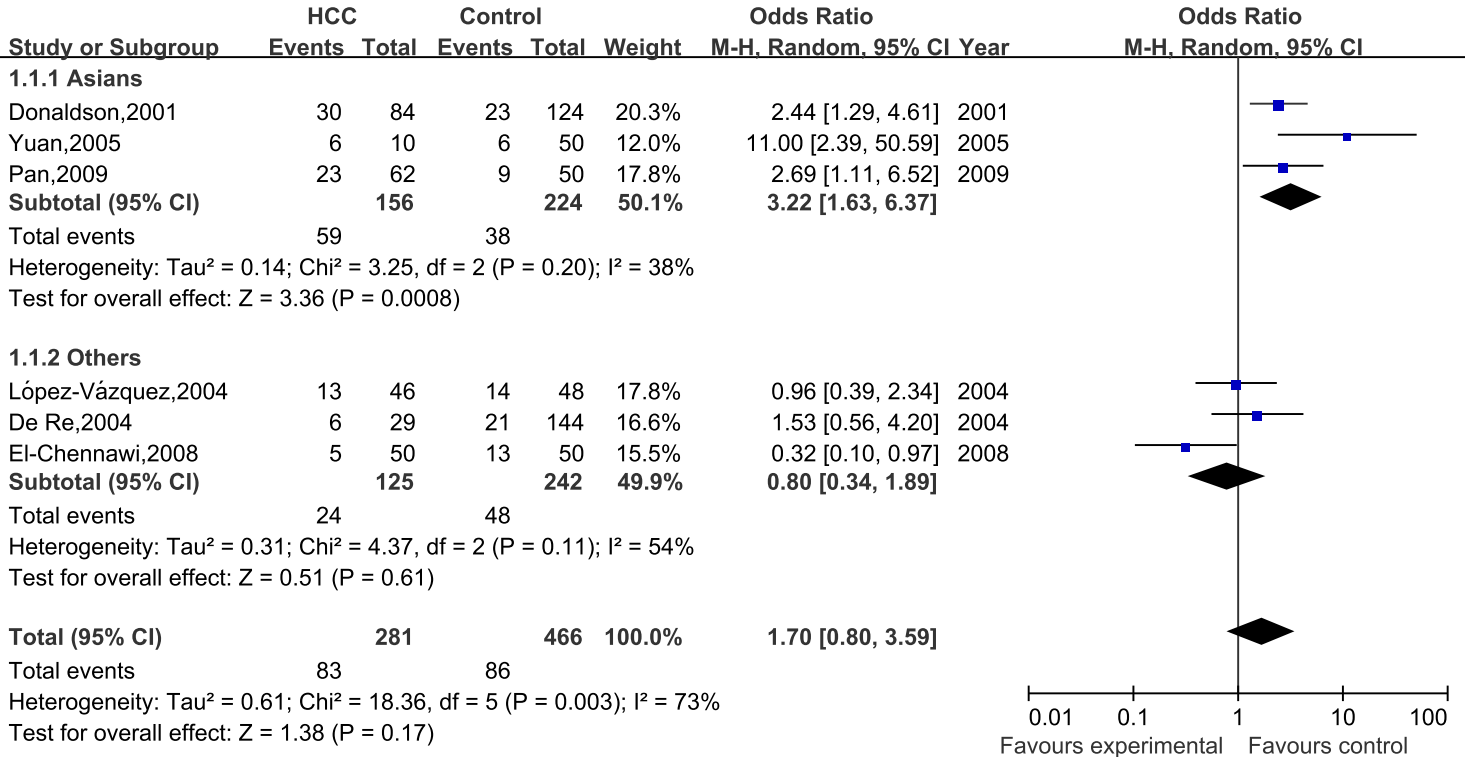 HCC Control Odds Ratio Odds Ratio
Study or Subgroup Events Total Events Total Weight M-H, Random, 95% CI Year M-H, Random, 95% CI
1.1.1 Asians
Donaldson,2001 30 84 23 124 20.3% 2.44 [1.29, 4.61] 2001
Yuan,2005 6 10 6 50 12.0% 11.00 [2.39, 50.59] 2005
Pan,2009 23 62 9 50 17.8% 2.69 [1.11, 6.52] 2009
Subtotal (95% CI) 156 224 50.1% 3.22 [1.63, 6.37]
Total events 59 38
Heterogeneity: Tau² = 0.14; Chi² = 3.25, df = 2 (P = 0.20); I² = 38%
Test for overall effect: Z = 3.36 (P = 0.0008)
1.1.2 Others
López-Vázquez,2004 13 46 14 48 17.8% 0.96 [0.39, 2.34] 2004
De Re,2004 6 29 21 144 16.6% 1.53 [0.56, 4.20] 2004
El-Chennawi,2008 5 50 13 50 15.5% 0.32 [0.10, 0.97] 2008
Subtotal (95% CI) 125 242 49.9% 0.80 [0.34, 1.89]
Total events 24 48
Heterogeneity: Tau² = 0.31; Chi² = 4.37, df = 2 (P = 0.11); I² = 54%
Test for overall effect: Z = 0.51 (P = 0.61)
Total (95% CI) 281 466 100.0% 1.70 [0.80, 3.59]
Total events 83 86
Heterogeneity: Tau² = 0.61; Chi² = 18.36, df = 5 (P = 0.003); I² = 73%
Test for overall effect: Z = 1.38 (P = 0.17)
0.01 0.1 1 10 100
Favours experimental Favours control